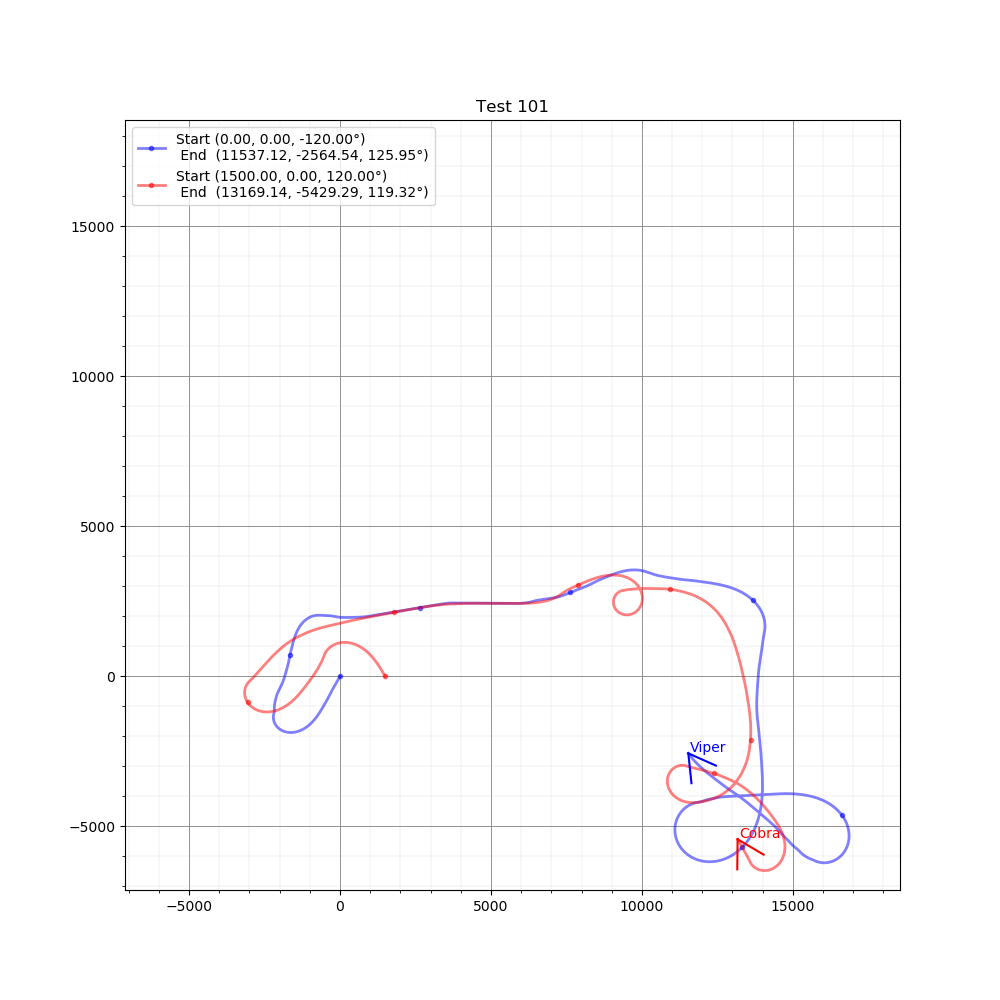 Test 101
Start (0.00, 0.00, -120.00°)
End  (11537.12, -2564.54, 125.95°)
Start (1500.00, 0.00, 120.00°)
End  (13169.14, -5429.29, 119.32°)
15000
10000
5000
0
−5000
Viper
Cobra
−5000
0
5000
10000
15000